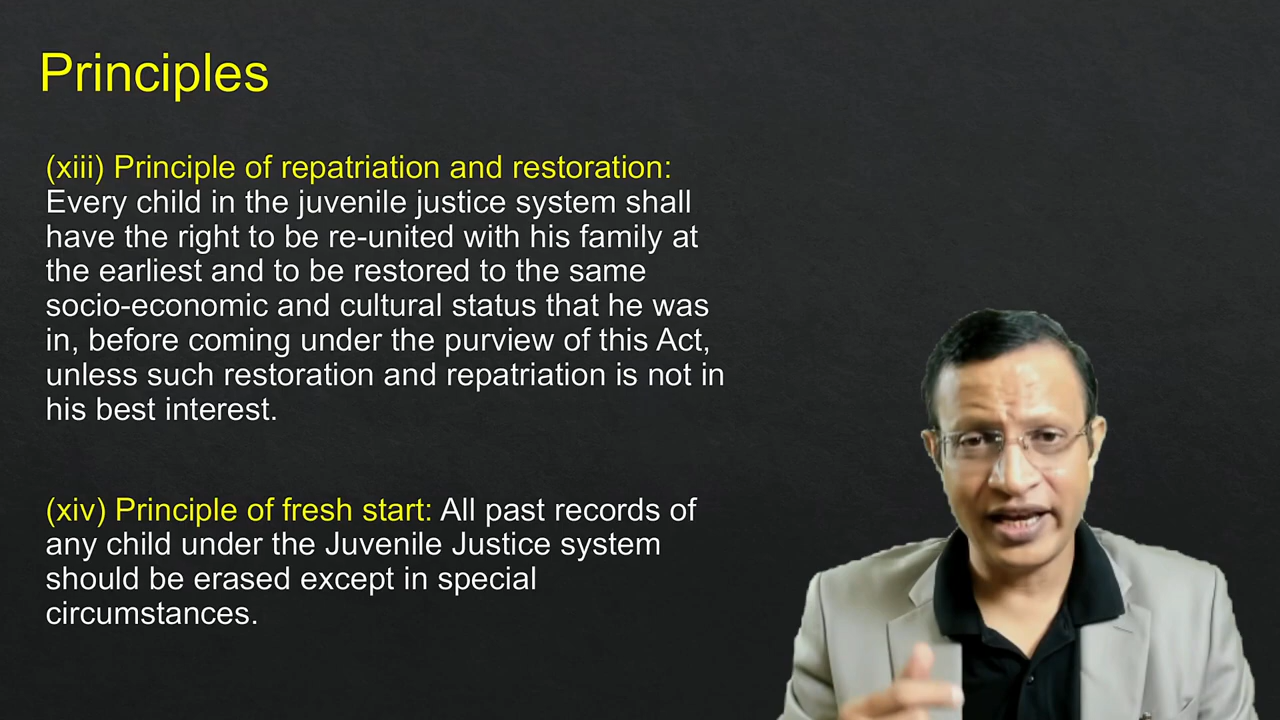 Principles
(xiii) Principle of repatriation and restoration:
Every child in the juvenile justice system shall
have the right to be re-united with his family at
the earliest and to be restored to the same
socio-economic and cultural status that he was
in, before coming under the purview of this Act,
unless such restoration and repatriation is not in
his best interest.
(xiv) Principle of fresh start: All past records of
any child under the Juvenile Justice system
should be erased except in special
circumstances.